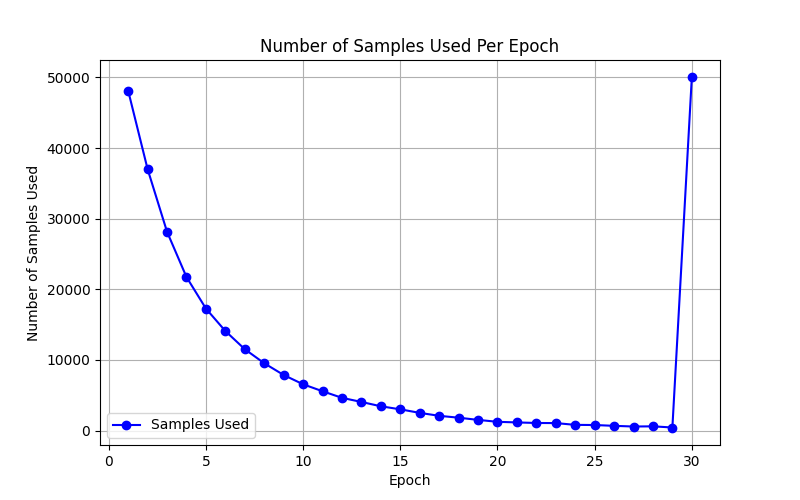 Number of Samples Used Per Epoch
Number of Samples Used
50000
40000
30000
20000
10000
0
Samples Used
0 5 10 15 20 25 30
Epoch